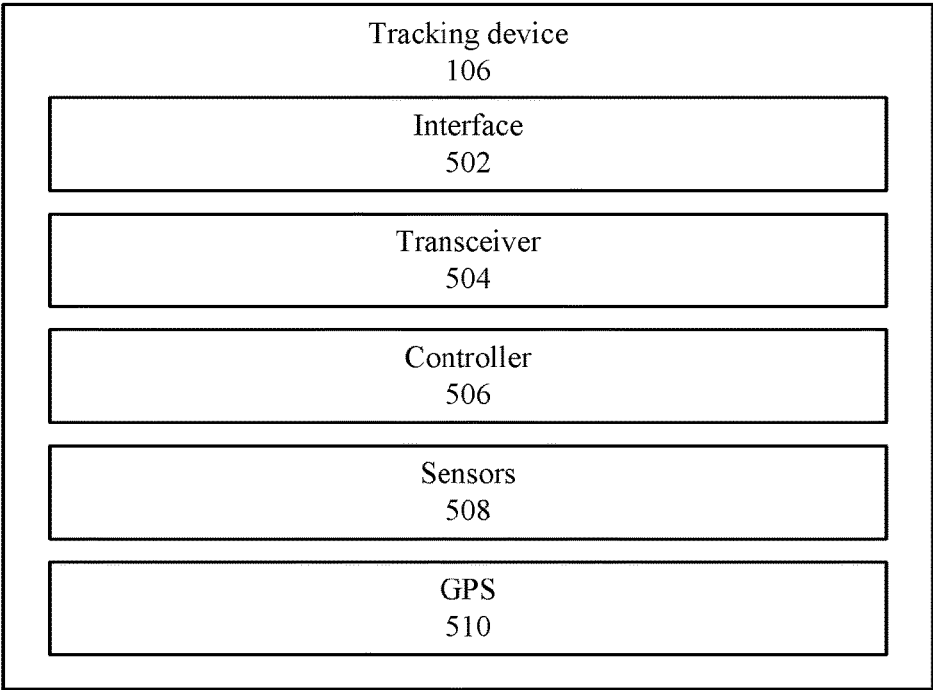 Tracking device
106
Interface
502
Transceiver
504
Controller
506
Sensors
508
GPS
510